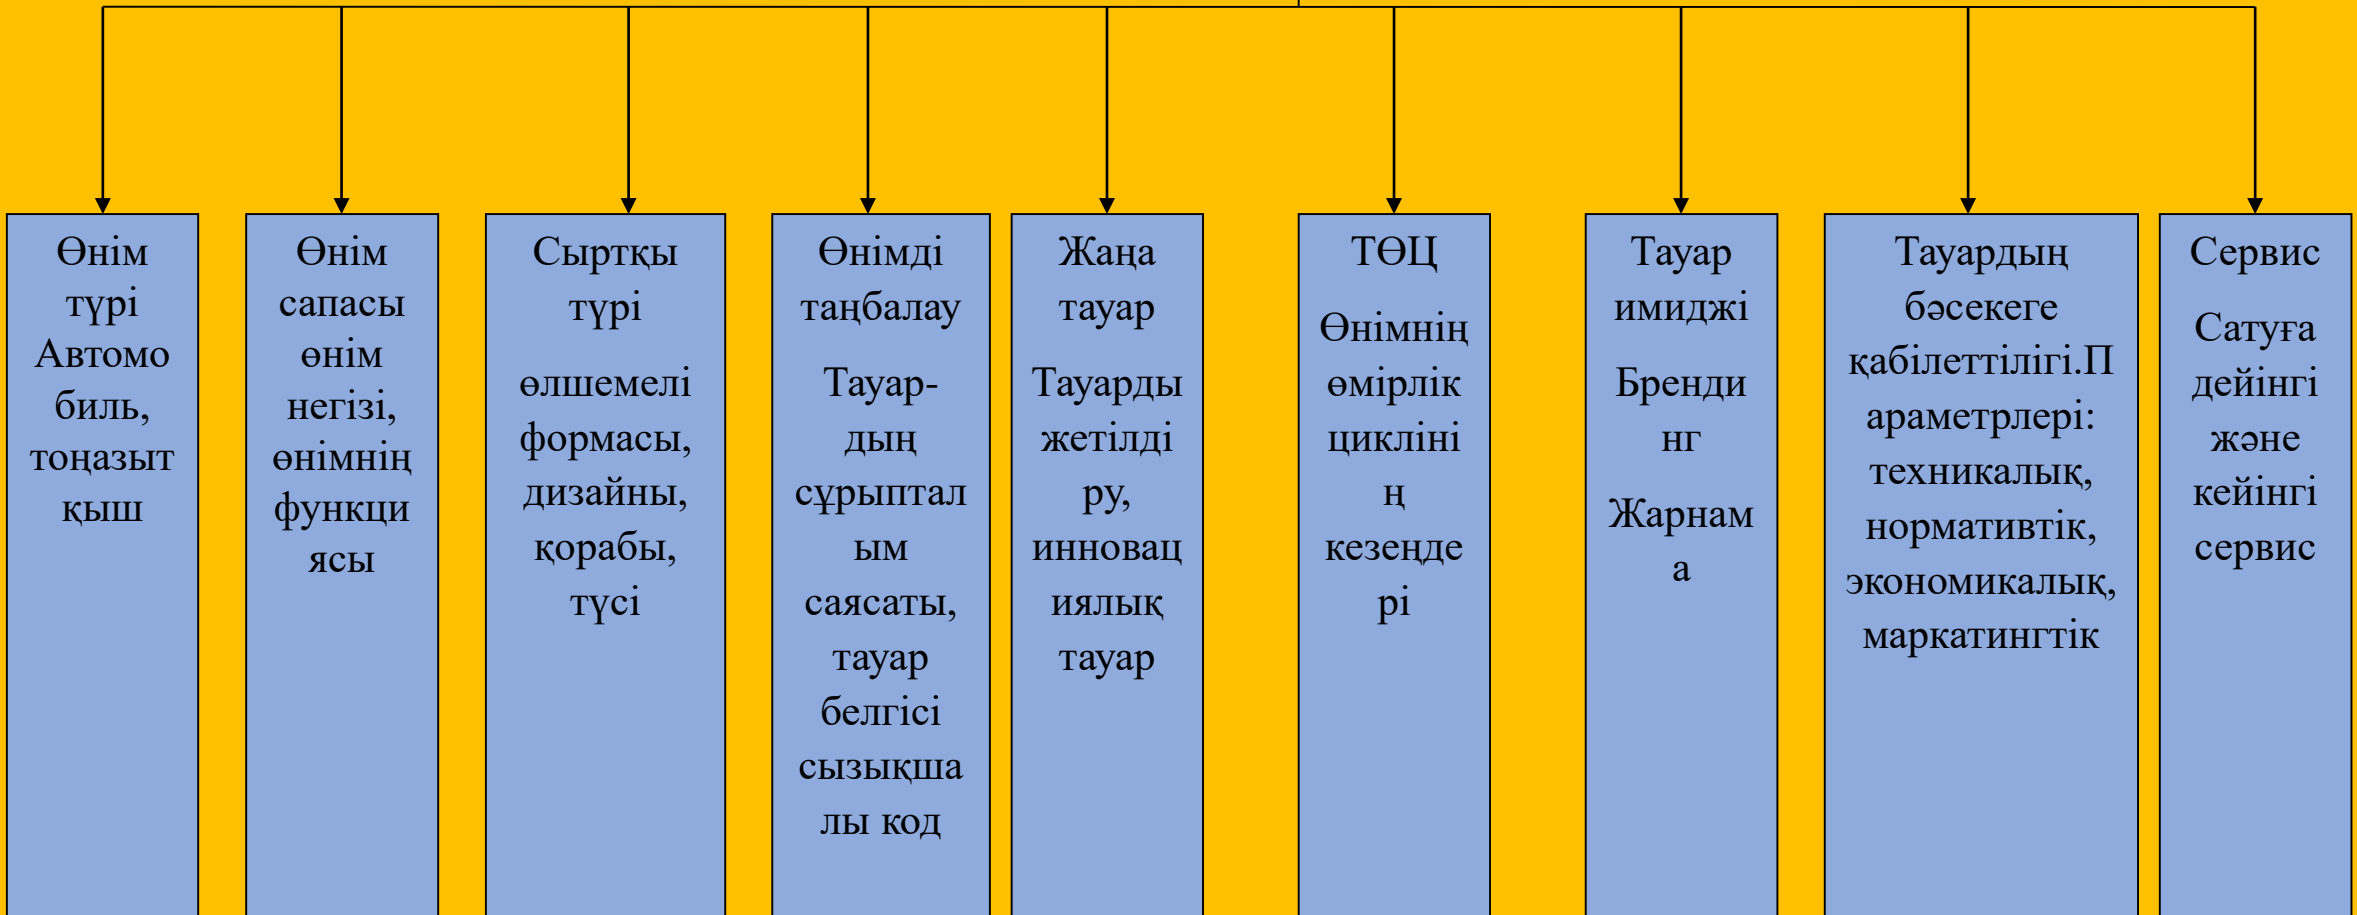 Өнім
түрі
Автомо
биль,
тоңазыт
қыш
Өнім
сапасы
өнім
негізі,
өнімнің
функци
ясы
Сыртқы
түрі
өлшемелі
формасы,
дизайны,
қорабы,
түсі
Өнімді
таңбалау
Тауар-
дың
сұрыптал
ым
саясаты,
тауар
белгісі
сызықша
лы код
Жаңа
тауар
Тауарды
жетілді
ру,
инновац
иялық
тауар
ТӨЦ
Өнімнің
өмірлік
цикліні
ң
кезеңде
рі
Тауар
имиджі
Бренди
нг
Жарнам
а
Тауардың
бәсекеге
қабілеттілігі.П
араметрлері:
техникалық,
нормативтік,
экономикалық,
маркатингтік
Сервис
Сатуға
дейінгі
және
кейінгі
сервис